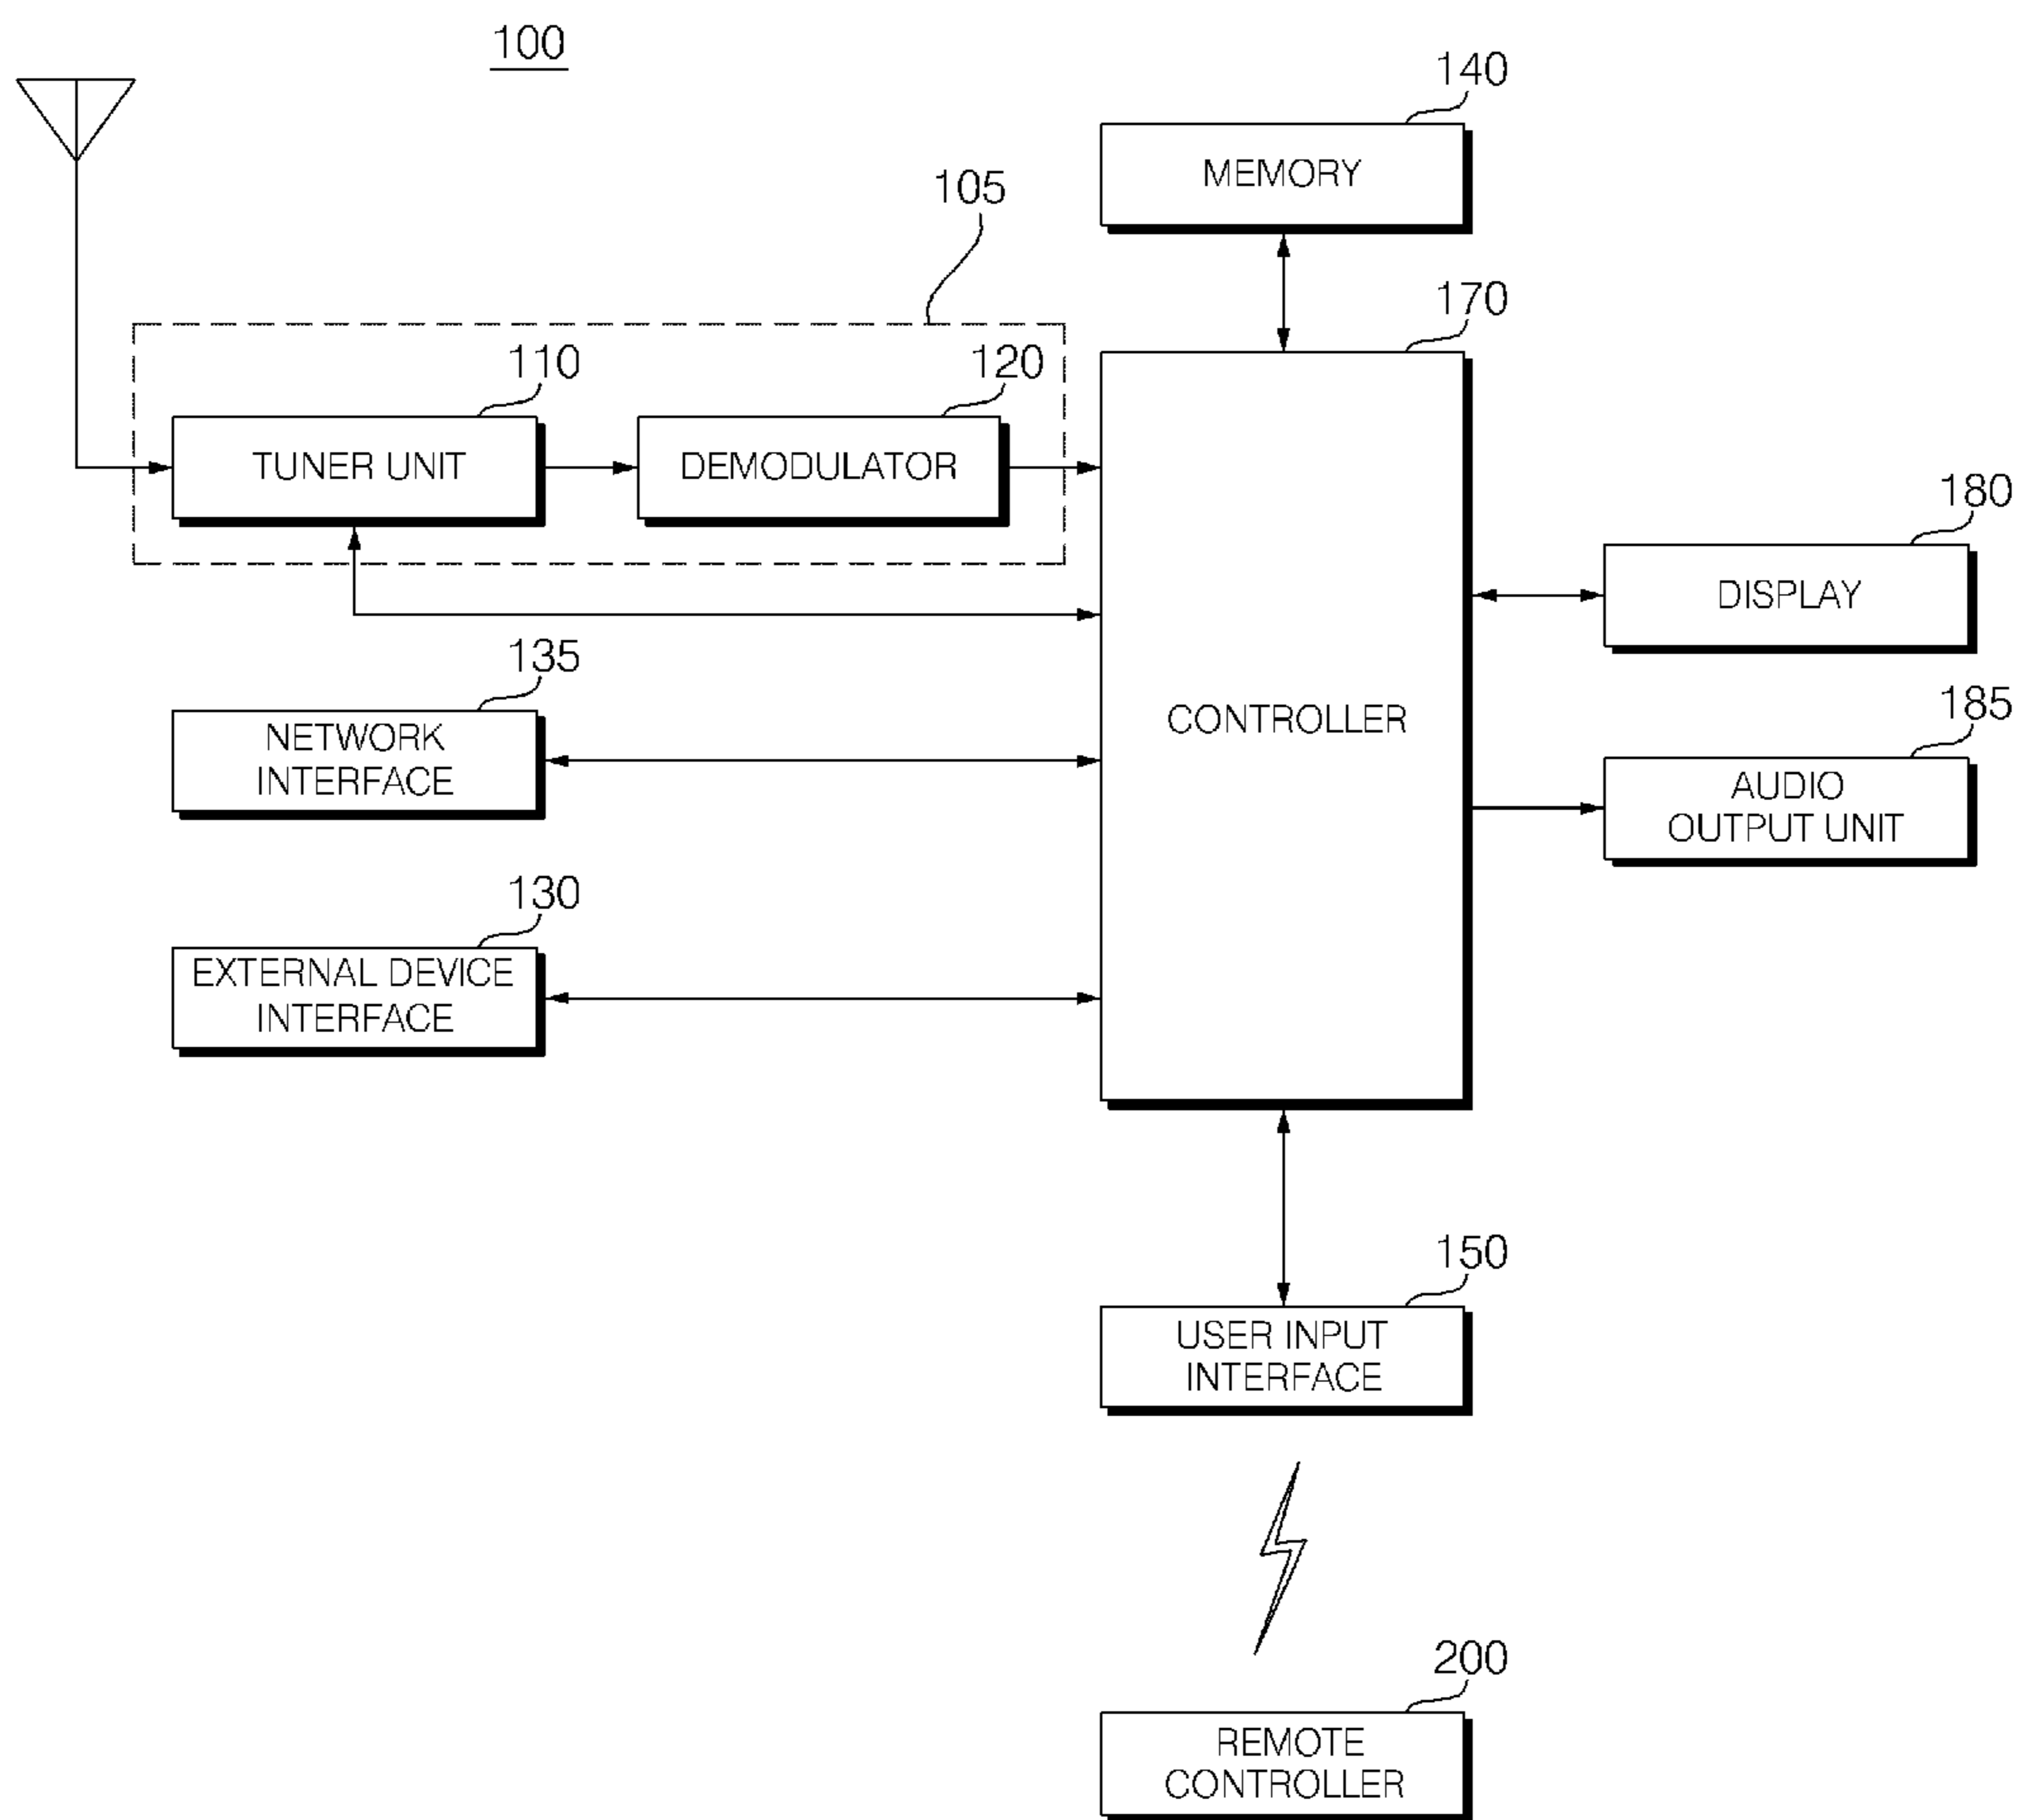 100
140
MEMORY
105
170
110
120
TUNER UNIT
DEMODULATOR
180
DISPLAY
135
NETWORK
INTERFACE
CONTROLLER
185
AUDIO
OUTPUT UNIT
130
EXTERNAL DEVICE
INTERFACE
150
USER INPUT
INTERFACE
200
REMOTE
CONTROLLER